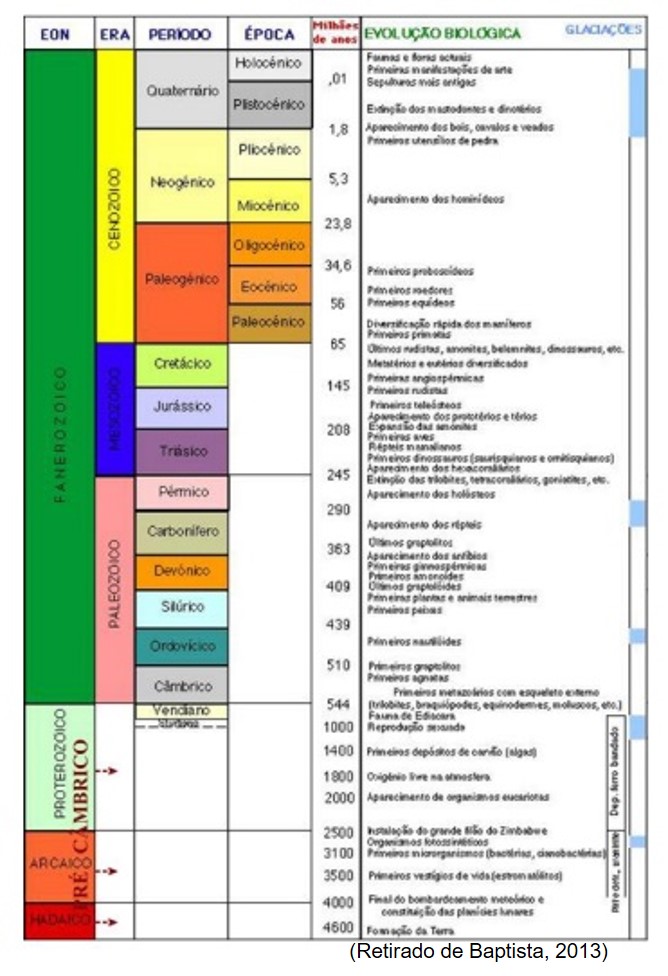 EON ERA PERÍODO ÉPOCA Milhões de anos EVOLUÇÃO BIOLÓGICA GLACIAÇÕES
PANEROZOICO
CENOZOICO
Quaternário
Holocénico
Plistocénico
Neogénico
Pliocénico
Miocénico
Paleogénico
Oligocénico
Eocénico
Paleocénico
MESOZOICO
Cretácico
Jurássico
Triásico
PALEOZOICO
Pérmico
Carbonífero
Devónico
Silúrico
Ordovícico
Câmbrico
PROTEROZOICO
Vendiano
ARCAICO
HADAICO
PRÉ-CÂMBRICO
,01
1,8
5,3
23,8
34,6
56
65
145
208
245
290
363
409
439
510
544
1000
1400
1800
2000
2500
3100
3500
4000
4600
Faunas e floras actuais
Primeiras manifestações de arte
Sepulturas mais antigas
Extinção dos mastodontes e dinotérios
Aparecimento dos bois, cavalos e veados
Primeiros utensílios de pedra
Aparecimento dos hominídeos
Primeiros proboscídeos
Primeiros roedores
Primeiros equídeos
Diversificação rápida dos mamíferos
Primeiros primatas
Últimos rudistas, amonites, belemnites, dinossauros, etc.
Metatérios e eutérios diversificados
Primeiras angiospérmicas
Primeiros rudistas
Primeiros teleósteos
Aparecimento dos prototérios e térios
Expansão das amonites
Primeiras aves
Répteis mamalianos
Primeiros dinossauros (saurisquianos e ornitisquianos)
Aparecimento dos hexacoraliários
Extinção das trilobites, tetracoraliários, goniatites, etc.
Aparecimento dos holósteos
Aparecimento dos répteis
Últimos graptolitos
Aparecimento dos anfíbios
Primeiras gimnospérmicas
Primeiros amonoides
Últimos graptolóides
Primeiras plantas e animais terrestres
Primeiros peixes
Primeiros nautilóides
Primeiros graptolitos
Primeiros agnatas
Primeiros metazoários com esqueleto externo
(trilobites, braquiópodes, equinodermes, moluscos, etc.)
Fauna de Ediacara
Reprodução sexuada
Primeiros depósitos de carvão (algas)
Oxigénio livre na atmosfera
Aparecimento de organismos eucariotas
Instalação do grande filão do Zimbabwe
Organismos fotossintéticos
Primeiros microrganismos (bactérias, cianobactérias)
Primeiros vestígios de vida (estromatólitos)
Final do bombardeamento meteórico e
constituição das planícies lunares
Formação da Terra
Dep. ferro bandado
(Retirado de Baptista, 2013)